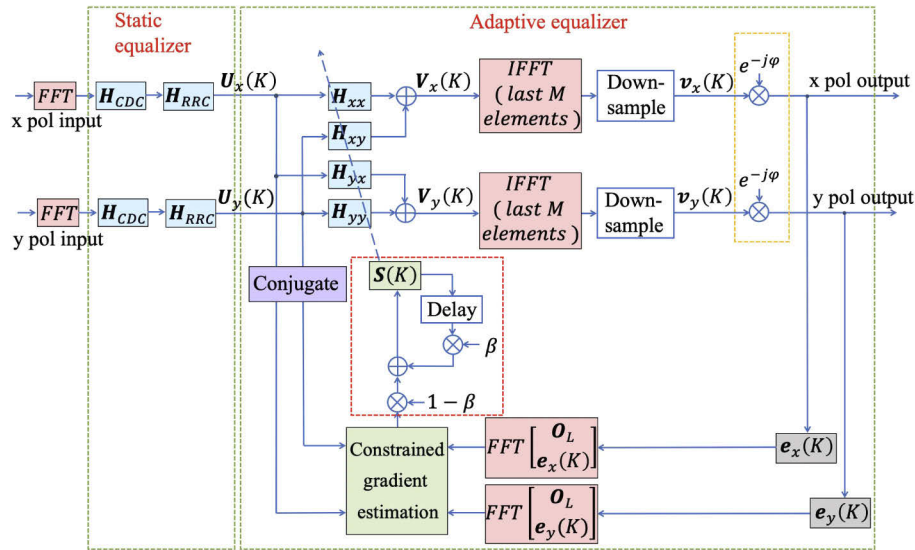 Static
equalizer
Adaptive equalizer
FFT
x pol input
H_CDC
H_RRC
U_x(K)
H_xx
H_xy
V_x(K)
IFFT
( last M
elements )
Down-
sample
v_x(K)
e^{-jφ}
x pol output
FFT
y pol input
H_CDC
H_RRC
U_y(K)
H_yx
H_yy
V_y(K)
IFFT
( last M
elements )
Down-
sample
v_y(K)
e^{-jφ}
y pol output
Conjugate
S(K)
Delay
β
1 − β
Constrained
gradient
estimation
FFT [ O_L
e_x(K) ]
e_x(K)
FFT [ O_L
e_y(K) ]
e_y(K)